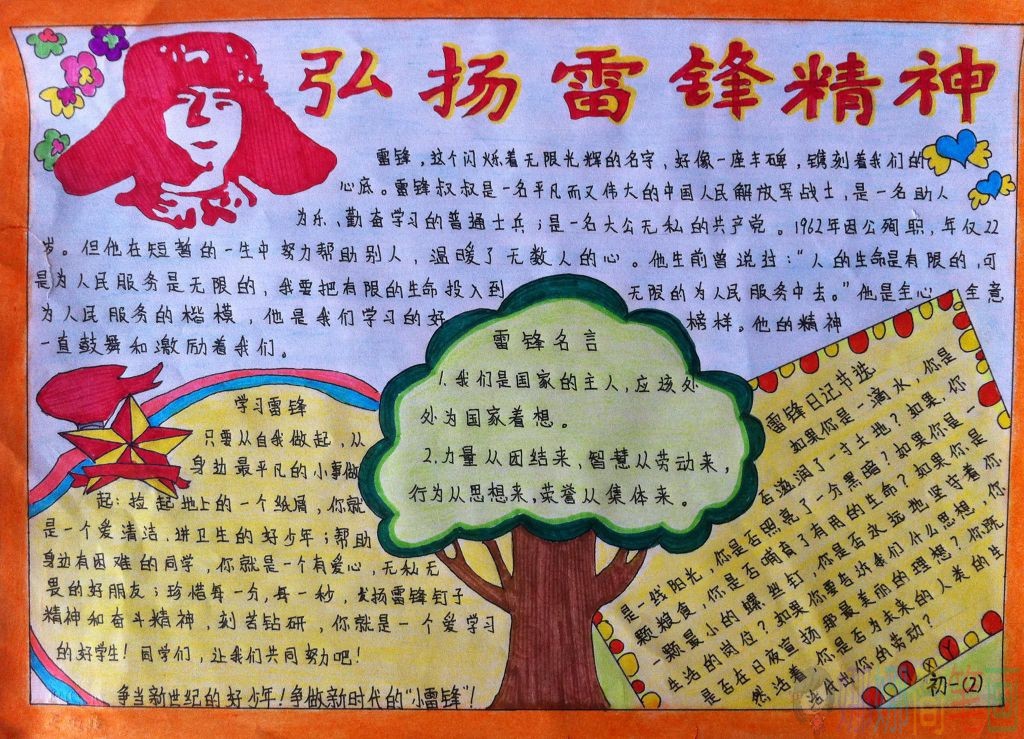 弘扬雷锋精神
雷锋，这个闪烁着无限光辉的名字，好像一座丰碑，镌刻着我们的
心底。雷锋叔叔是一名平凡而又伟大的中国人民解放军战士，是一名助人
为乐、勤奋学习的普通士兵；是一名大公无私的共产党。1962年因公殉职，年仅22
岁。但他在短暂的一生中努力帮助别人，温暖了无数人的心。他生前曾说过：“人的生命是有限的，可
是为人民服务是无限的，我要把有限的生命投入到无限的为人民服务中去。”他是全心全意
为人民服务的楷模，他是我们学习的好榜样。他的精神
一直鼓舞和激励着我们。
雷锋名言
1.我们是国家的主人，应该处
处为国家着想。
2.力量从团结来，智慧从劳动来，
行为从思想来，荣誉从集体来。
学习雷锋
只要从自我做起，从
身边最平凡的小事做
起：捡起地上的一个纸屑，你就
是一个爱清洁、讲卫生的好少年；帮助
身边有困难的同学，你就是一个有爱心，无私无
畏的好朋友；珍惜每一分，每一秒，发扬雷锋钉子
精神和奋斗精神，刻苦钻研，你就是一个爱学习
的好学生！同学们，让我们共同努力吧！
争当新世纪的好少年！争做新时代的“小雷锋”！
雷锋日记节选
如果你是一滴水，你是
否滋润了一寸土地？如果，你
是一线阳光，你是否照亮了一分黑暗？如果你是一
颗粮食，你是否哺育了有用的生命？如果你是
一颗最小的螺丝钉，你是否永远地坚守着你
生活的岗位？如果你要告诉我们什么思想，你
是否在日夜宣扬那最美丽的理想？你既
然活着，你是否为未来的人类的生
活付出你的劳动？
初一(2)